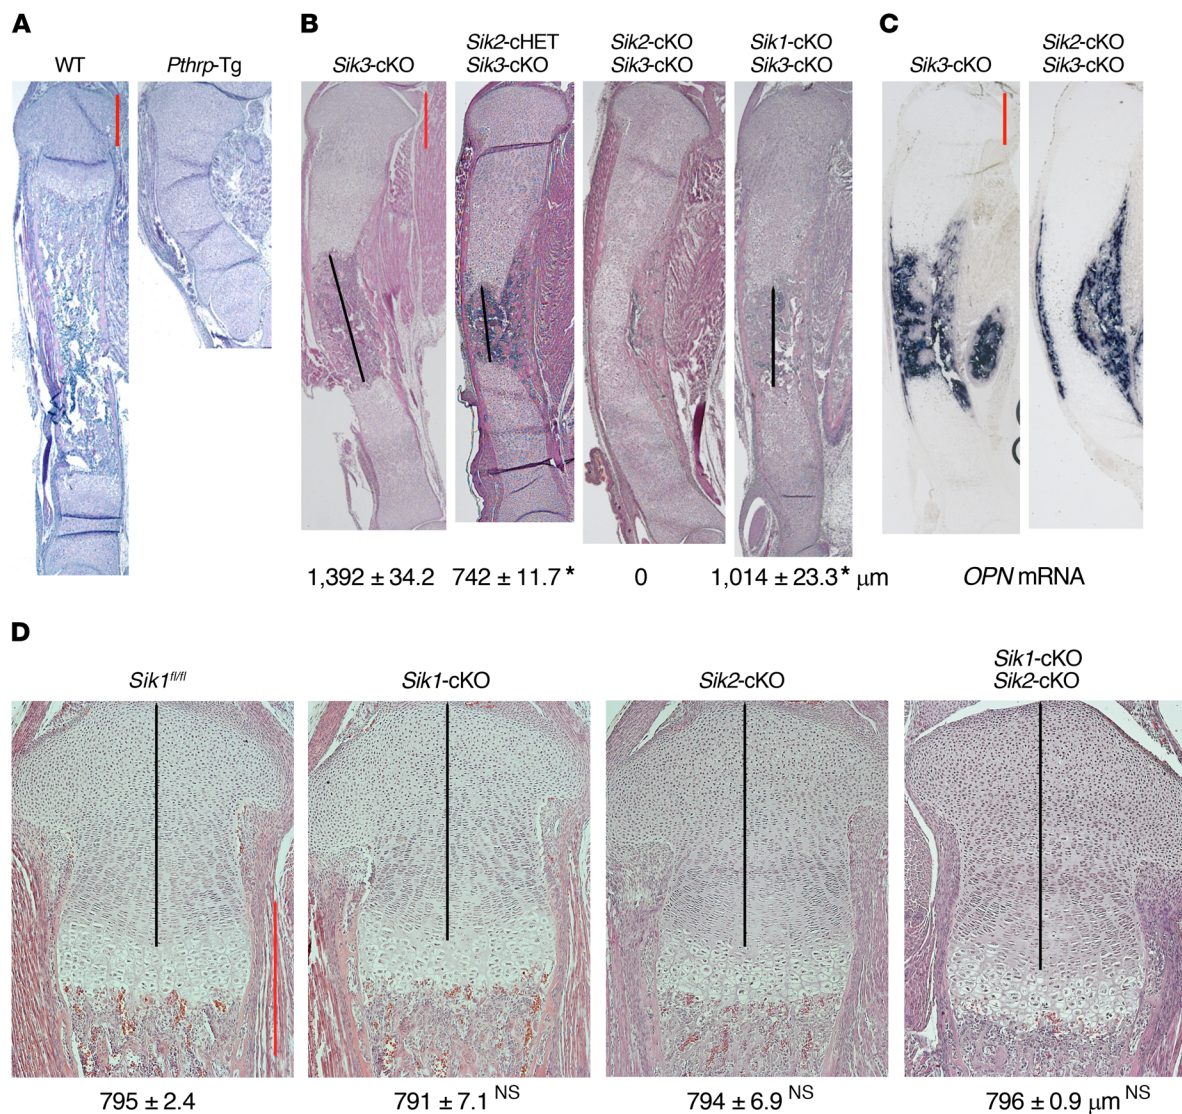 A
WT
Pthrp-Tg
B
Sik3-cKO
Sik2-cHET
Sik3-cKO
Sik2-cKO
Sik3-cKO
Sik1-cKO
Sik3-cKO
1,392 ± 34.2
742 ± 11.7 *
0
1,014 ± 23.3 * μm
C
Sik3-cKO
Sik2-cKO
Sik3-cKO
OPN mRNA
D
Sik1fl/fl
Sik1-cKO
Sik2-cKO
Sik1-cKO
Sik2-cKO
795 ± 2.4
791 ± 7.1 NS
794 ± 6.9 NS
796 ± 0.9 μm NS